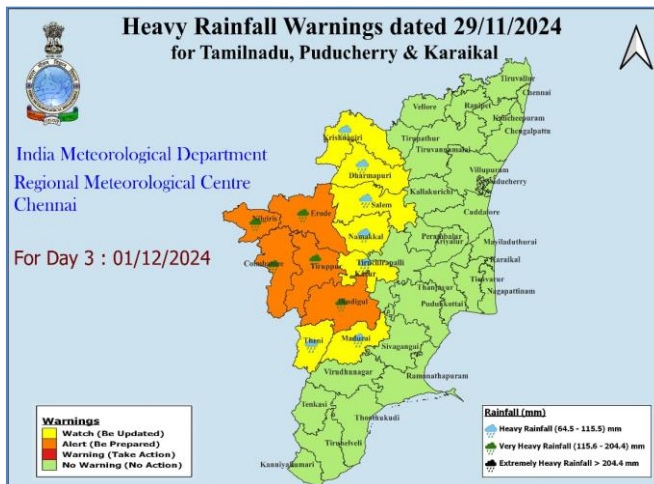 Heavy Rainfall Warnings dated 29/11/2024
for Tamilnadu, Puducherry & Karaikal
India Meteorological Department
Regional Meteorological Centre
Chennai
For Day 3 : 01/12/2024
Tiruvallur
Chennai
Vellore
Ranipet
Kancheepuram
Chengalpattu
Krishnagiri
Tirupathur
Tiruvannamalai
Dharmapuri
Villupuram
Puducherry
Kallakurichi
Salem
Cuddalore
Nilgiris
Erode
Namakkal
Perambalur
Ariyalur
Mayiladuthurai
Karaikal
Coimbatore
Tiruppur
Tiruchirapalli
Karur
Thanjavur
Tiruvarur
Nagapattinam
Dindigul
Pudukkottai
Theni
Madurai
Sivagangai
Virudhunagar
Ramanathapuram
Tenkasi
Thoothukudi
Tirunelveli
Kanniyakumari
Warnings
Watch (Be Updated)
Alert (Be Prepared)
Warning (Take Action)
No Warning (No Action)
Rainfall (mm)
Heavy Rainfall (64.5 - 115.5) mm
Very Heavy Rainfall (115.6 - 204.4) mm
Extremely Heavy Rainfall > 204.4 mm